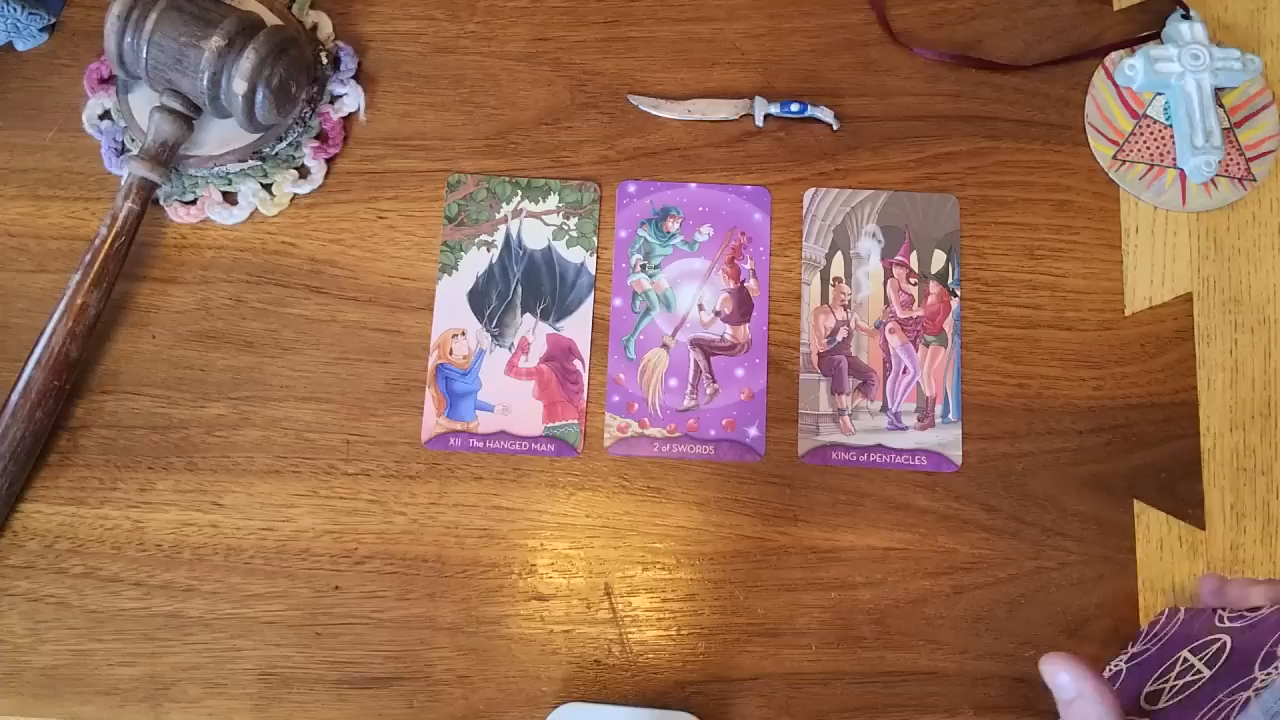 XII - The HANGED MAN
2 of SWORDS
KING of PENTACLES